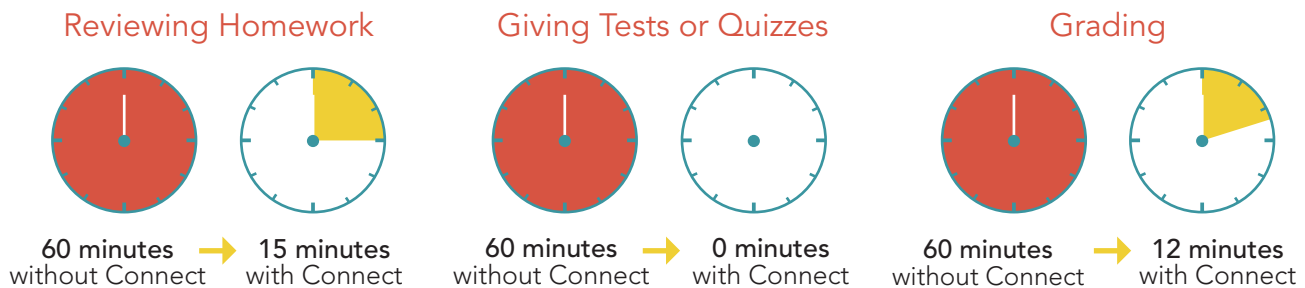 Reviewing Homework
60 minutes
without Connect
15 minutes
with Connect
Giving Tests or Quizzes
60 minutes
without Connect
0 minutes
with Connect
Grading
60 minutes
without Connect
12 minutes
with Connect